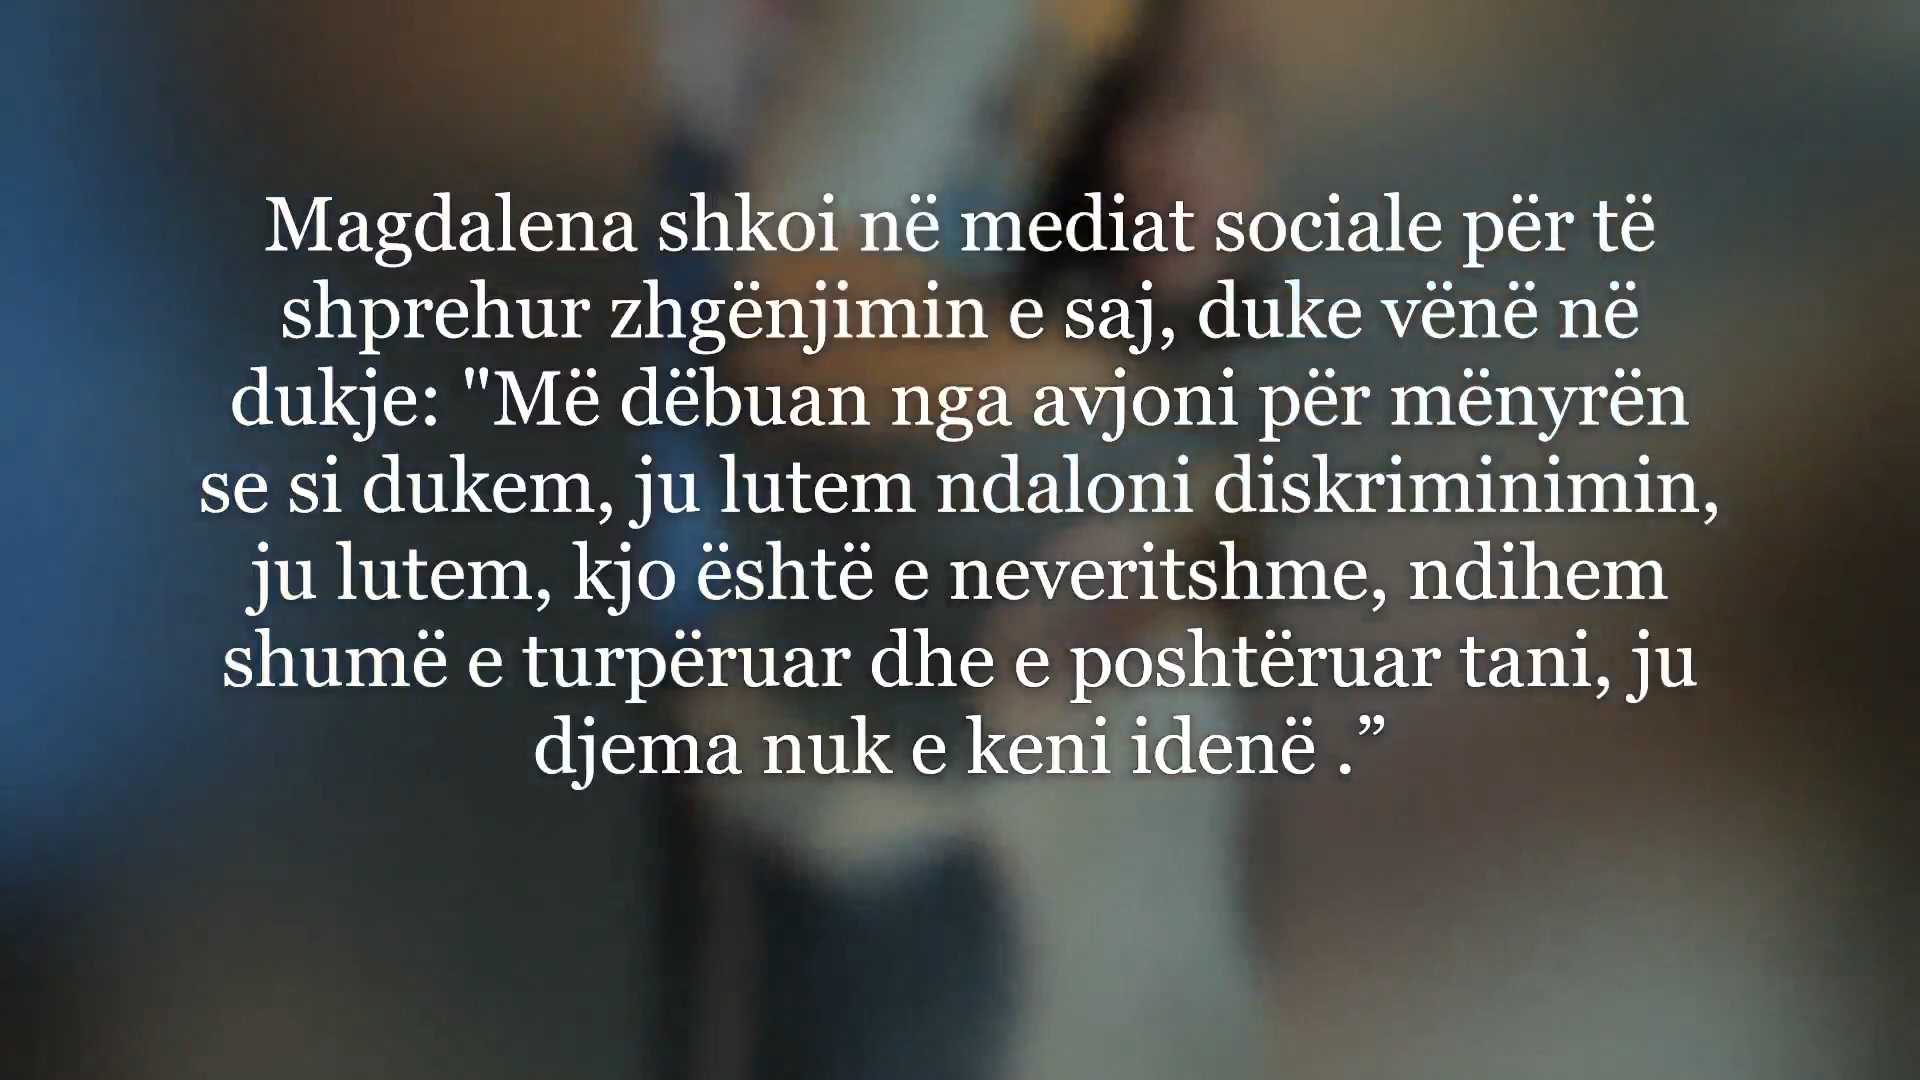 Magdalena shkoi në mediat sociale për të
shprehur zhgënjimin e saj, duke vënë në
dukje: "Më dëbuan nga avjoni për mënyrën
se si dukem, ju lutem ndaloni diskriminimin,
ju lutem, kjo është e neveritshme, ndihem
shumë e turpëruar dhe e poshtëruar tani, ju
djema nuk e keni idenë .”